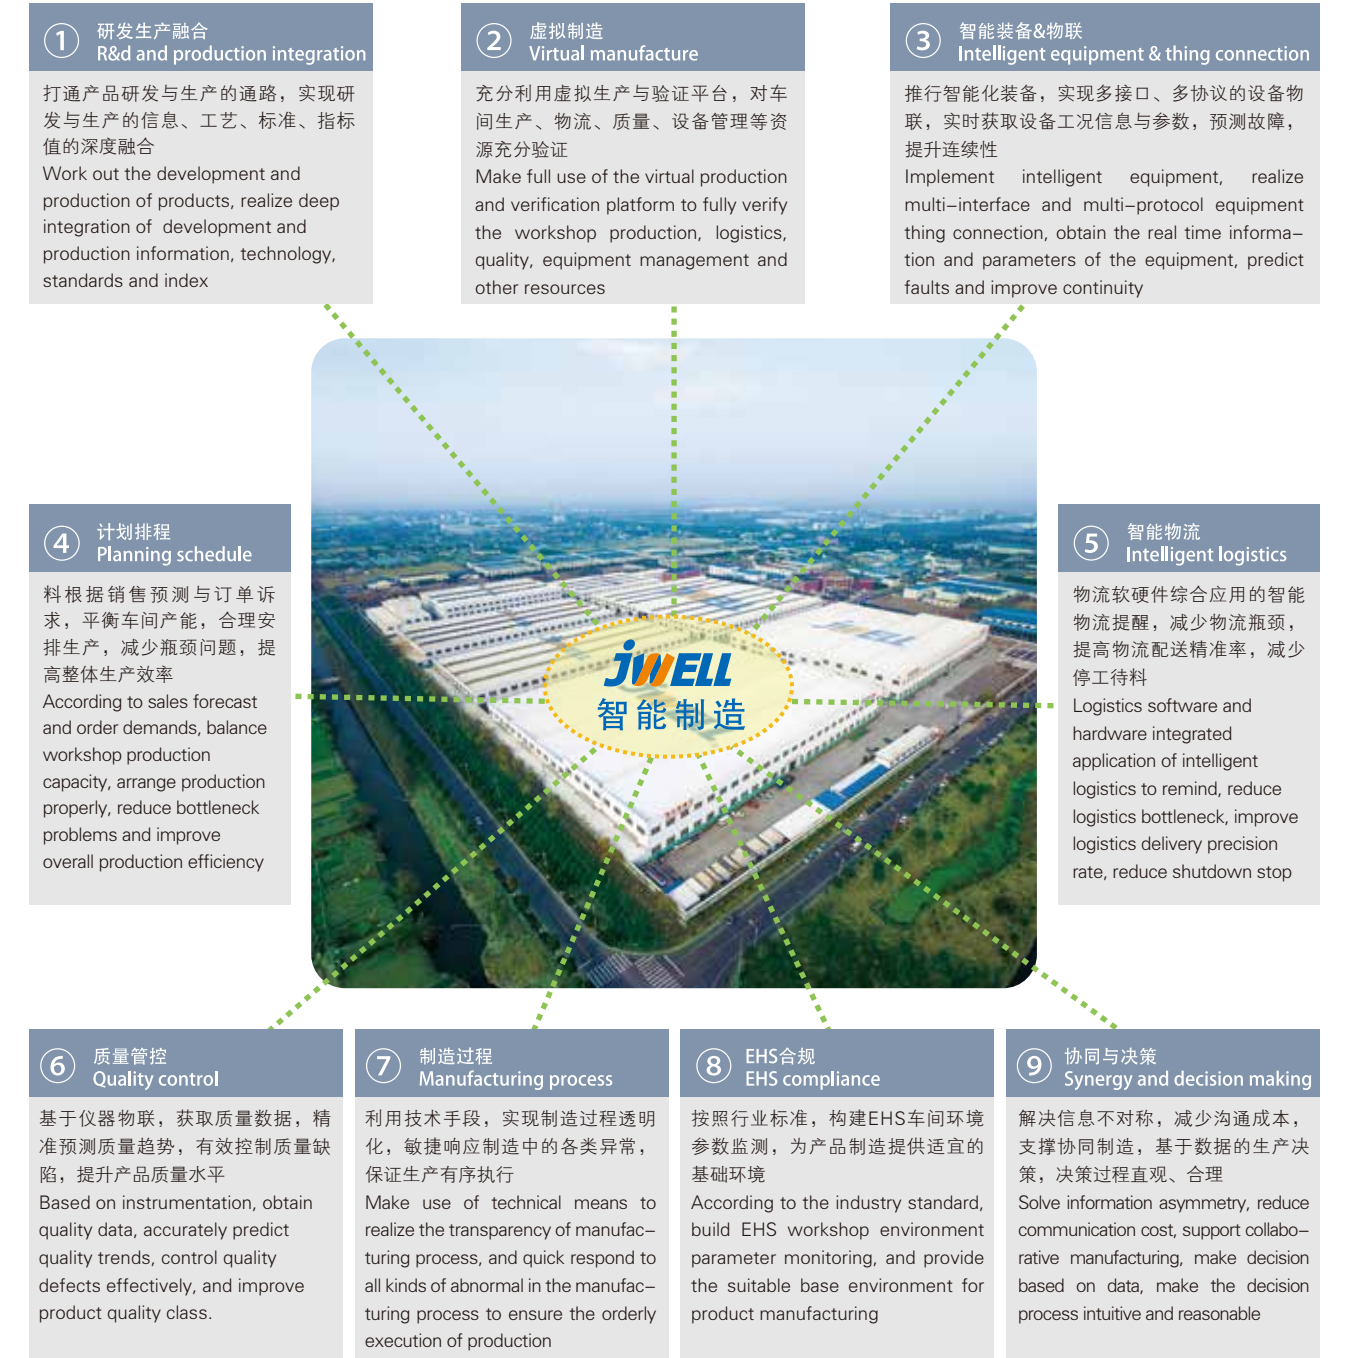 1 研发生产融合
R&d and production integration
打通产品研发与生产的通路，实现研
发与生产的信息、工艺、标准、指标
值的深度融合
Work out the development and
production of products, realize deep
integration of development and
production information, technology,
standards and index
2 虚拟制造
Virtual manufacture
充分利用虚拟生产与验证平台，对车
间生产、物流、质量、设备管理等资
源充分验证
Make full use of the virtual production
and verification platform to fully verify
the workshop production, logistics,
quality, equipment management and
other resources
3 智能装备&物联
Intelligent equipment & thing connection
推行智能化装备，实现多接口、多协议的设备物
联，实时获取设备工况信息与参数，预测故障，
提升连续性
Implement intelligent equipment, realize
multi-interface and multi-protocol equipment
thing connection, obtain the real time informa-
tion and parameters of the equipment, predict
faults and improve continuity
4 计划排程
Planning schedule
料根据销售预测与订单诉
求，平衡车间产能，合理安
排生产，减少瓶颈问题，提
高整体生产效率
According to sales forecast
and order demands, balance
workshop production
capacity, arrange production
properly, reduce bottleneck
problems and improve
overall production efficiency
JWELL
智能制造
5 智能物流
Intelligent logistics
物流软硬件综合应用的智能
物流提醒，减少物流瓶颈，
提高物流配送精准率，减少
停工待料
Logistics software and
hardware integrated
application of intelligent
logistics to remind, reduce
logistics bottleneck, improve
logistics delivery precision
rate, reduce shutdown stop
6 质量管控
Quality control
基于仪器物联，获取质量数据，精
准预测质量趋势，有效控制质量缺
陷，提升产品质量水平
Based on instrumentation, obtain
quality data, accurately predict
quality trends, control quality
defects effectively, and improve
product quality class.
7 制造过程
Manufacturing process
利用技术手段，实现制造过程透明
化，敏捷响应制造中的各类异常，
保证生产有序执行
Make use of technical means to
realize the transparency of manufac-
turing process, and quick respond to
all kinds of abnormal in the manufac-
turing process to ensure the orderly
execution of production
8 EHS合规
EHS compliance
按照行业标准，构建EHS车间环境
参数监测，为产品制造提供适宜的
基础环境
According to the industry standard,
build EHS workshop environment
parameter monitoring, and provide
the suitable base environment for
product manufacturing
9 协同与决策
Synergy and decision making
解决信息不对称，减少沟通成本，
支撑协同制造，基于数据的生产决
策，决策过程直观、合理
Solve information asymmetry, reduce
communication cost, support collabo-
rative manufacturing, make decision
based on data, make the decision
process intuitive and reasonable